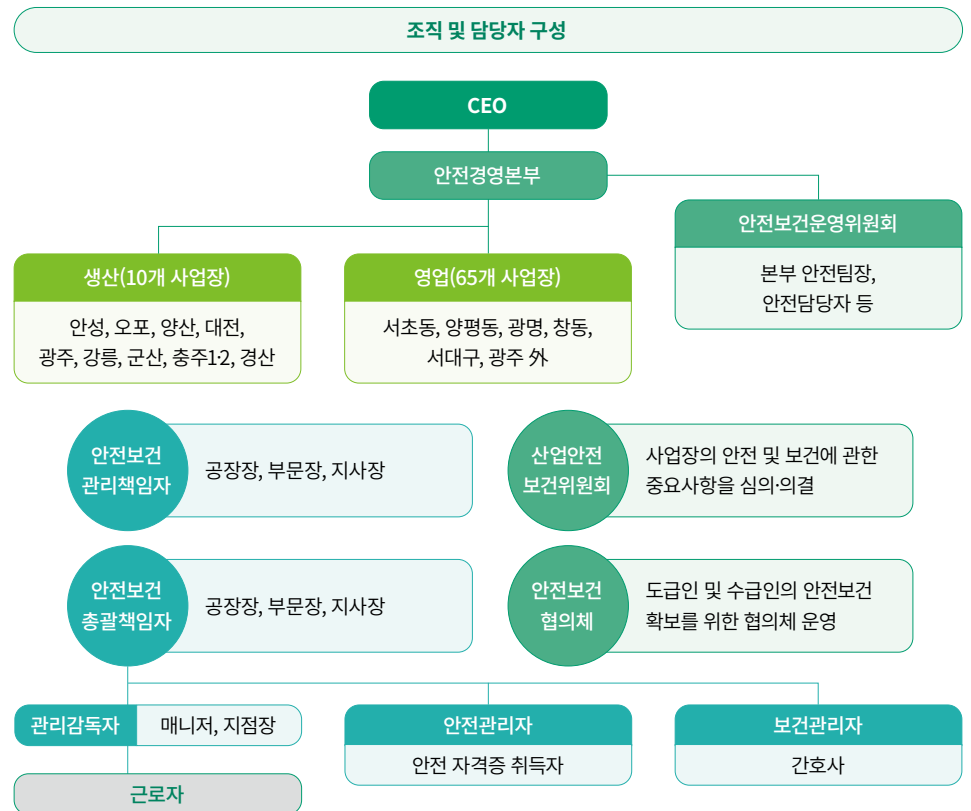 조직 및 담당자 구성
CEO
안전경영본부
안전보건운영위원회
본부 안전팀장,
안전담당자 등
생산(10개 사업장)
안성, 오포, 양산, 대전,
광주, 강릉, 군산, 충주1·2, 경산
영업(65개 사업장)
서초동, 양평동, 광명, 창동,
서대구, 광주 外
안전보건
관리책임자
공장장, 부문장, 지사장
산업안전
보건위원회
사업장의 안전 및 보건에 관한
중요사항을 심의·의결
안전보건
총괄책임자
공장장, 부문장, 지사장
안전보건
협의체
도급인 및 수급인의 안전보건
확보를 위한 협의체 운영
관리감독자
매니저, 지점장
안전관리자
안전 자격증 취득자
보건관리자
간호사
근로자